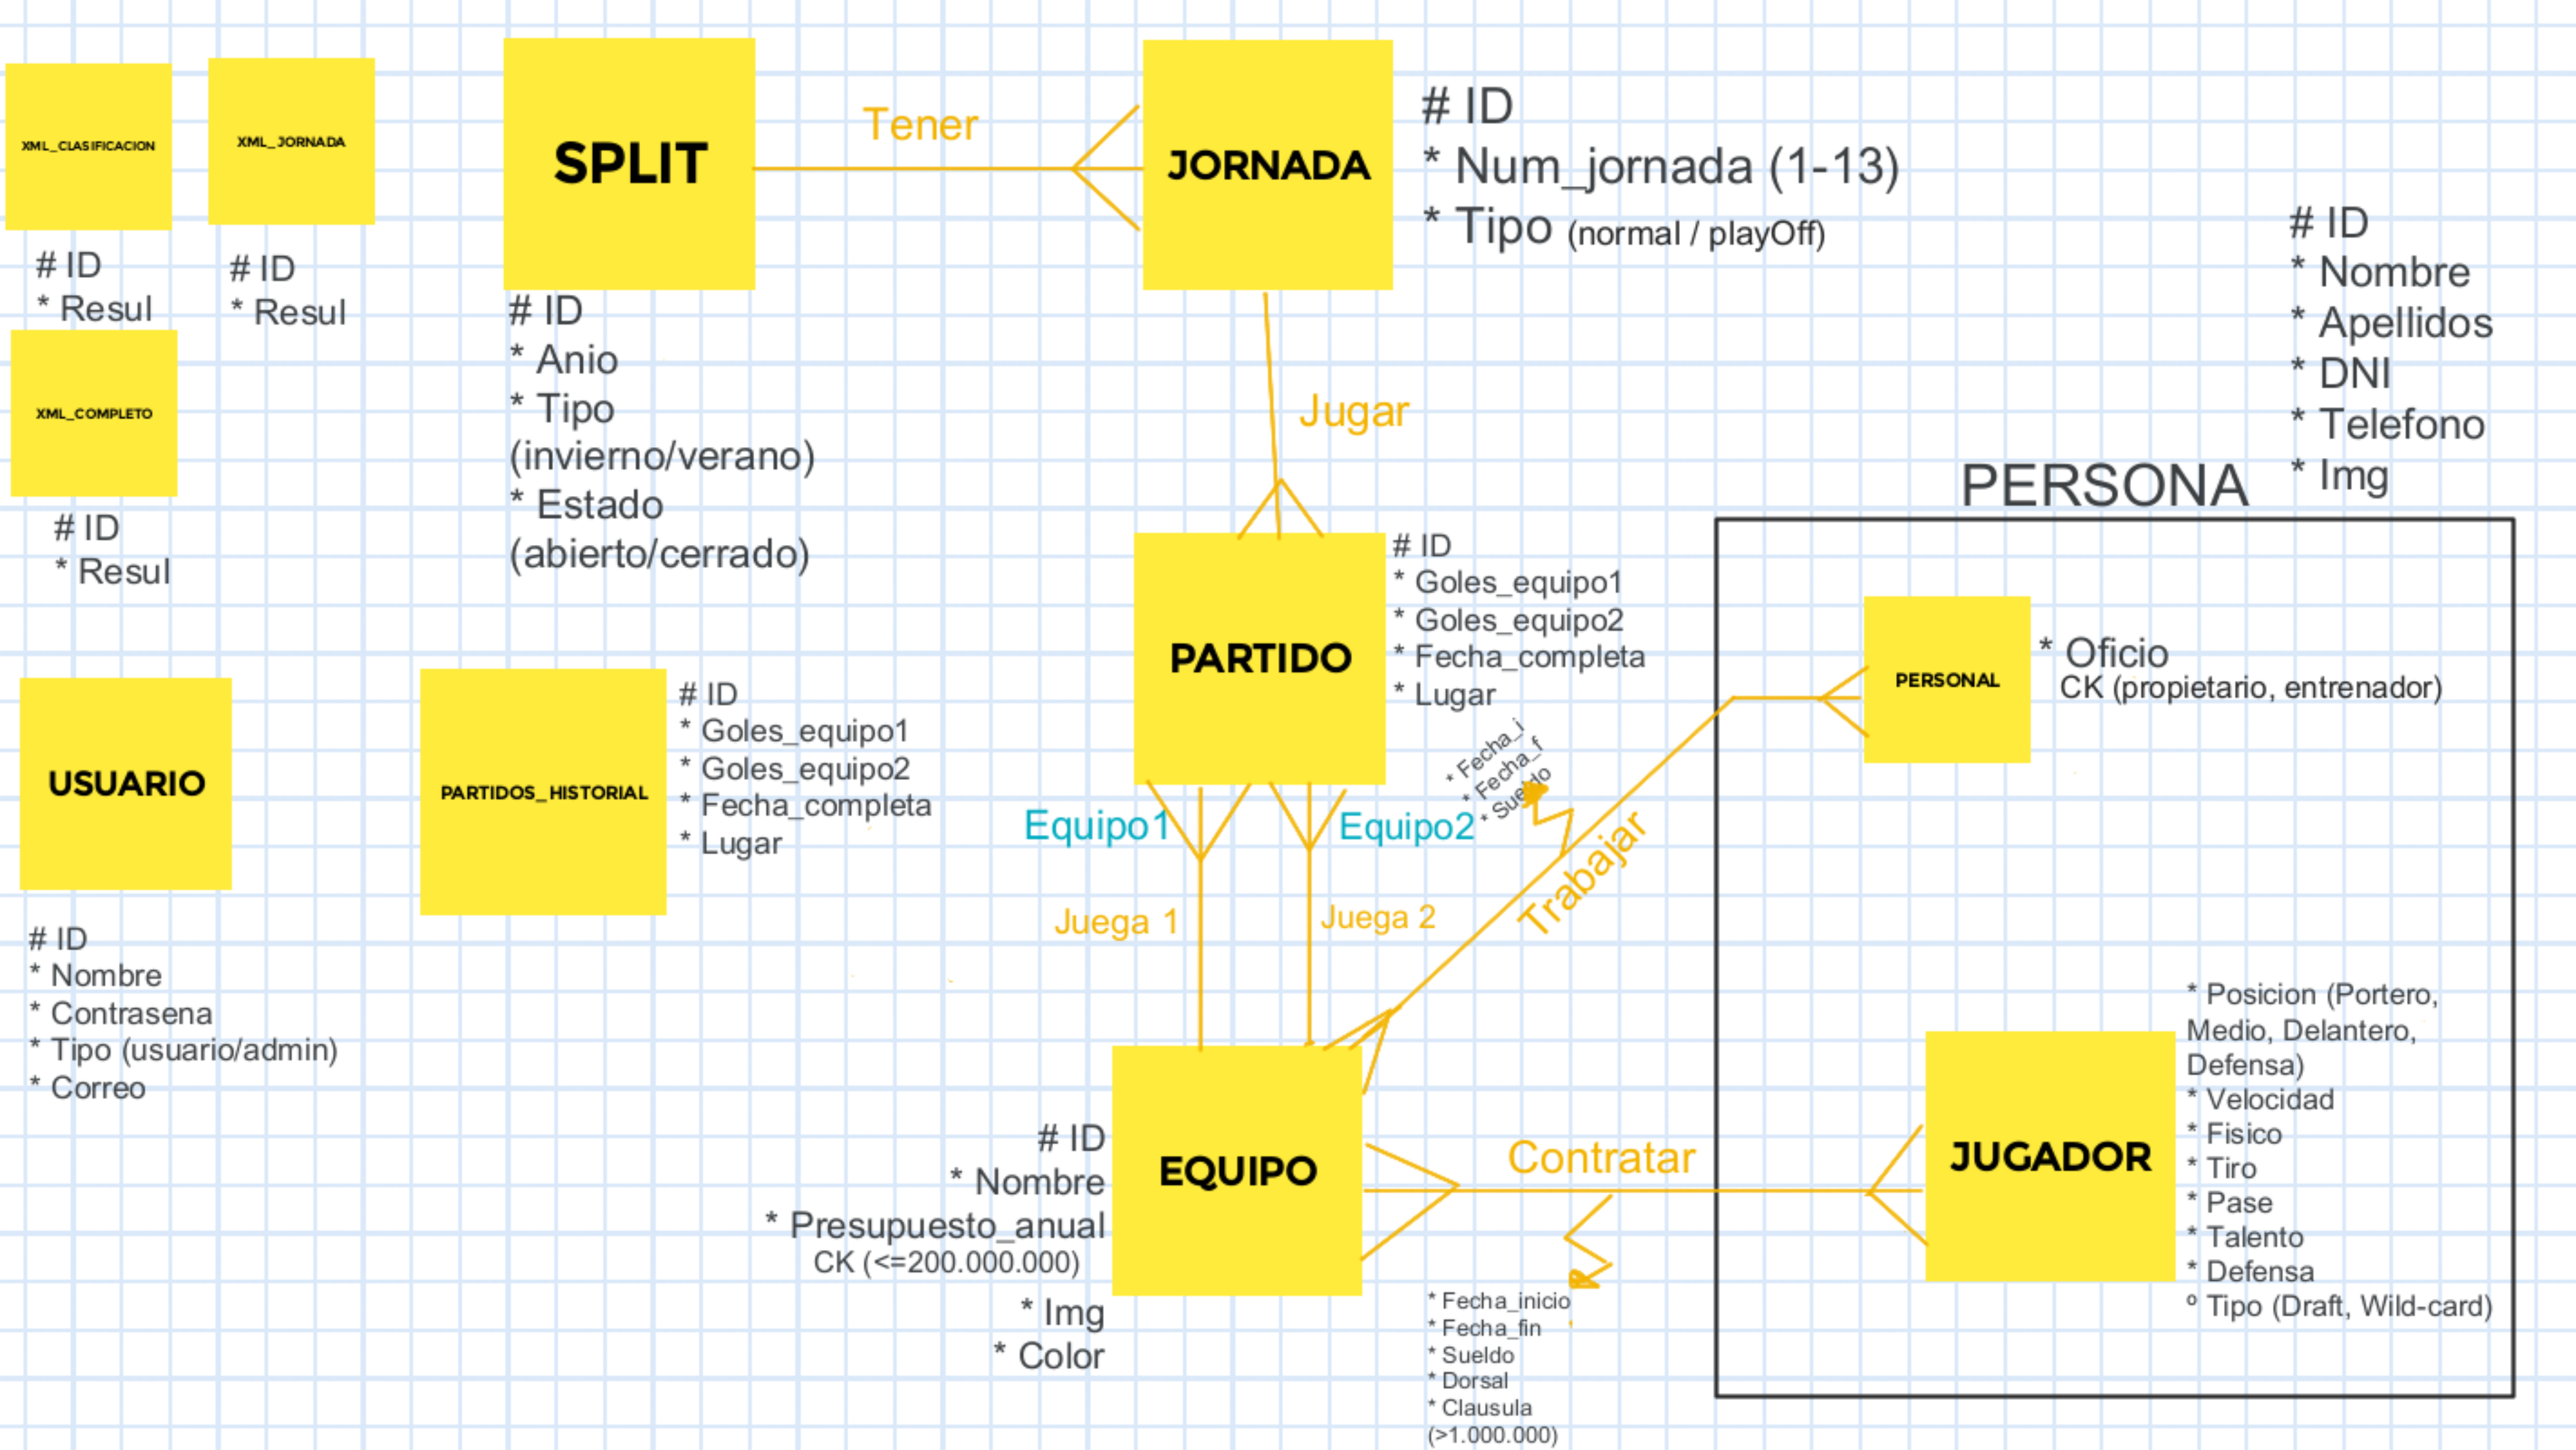 XML_CLASIFICACION
# ID
* Resul
XML_JORNADA
# ID
* Resul
XML_COMPLETO
# ID
* Resul
SPLIT
# ID
* Anio
* Tipo
(invierno/verano)
* Estado
(abierto/cerrado)
Tener
JORNADA
# ID
* Num_jornada (1-13)
* Tipo (normal / playOff)
Jugar
PARTIDO
# ID
* Goles_equipo1
* Goles_equipo2
* Fecha_completa
* Lugar
PERSONA
# ID
* Nombre
* Apellidos
* DNI
* Telefono
* Img
PERSONAL
* Oficio
CK (propietario, entrenador)
USUARIO
# ID
* Nombre
* Contrasena
* Tipo (usuario/admin)
* Correo
PARTIDOS_HISTORIAL
# ID
* Goles_equipo1
* Goles_equipo2
* Fecha_completa
* Lugar
Equipo1
Equipo2
Juega 1
Juega 2
* Fecha_i
* Fecha_f
* Sueldo
Trabajar
EQUIPO
# ID
* Nombre
* Presupuesto_anual
CK (<=200.000.000)
* Img
* Color
Contratar
* Fecha_inicio
* Fecha_fin
* Sueldo
* Dorsal
* Clausula
(>1.000.000)
JUGADOR
* Posicion (Portero,
Medio, Delantero,
Defensa)
* Velocidad
* Fisico
* Tiro
* Pase
* Talento
* Defensa
º Tipo (Draft, Wild-card)